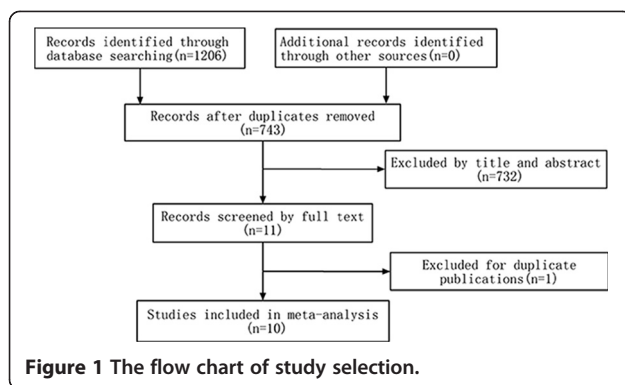 Records identified through
database searching(n=1206)
Additional records identified
through other sources(n=0)
Records after duplicates removed
(n=743)
Excluded by title and abstract
(n=732)
Records screened by full text
(n=11)
Excluded for duplicate
publications(n=1)
Studies included in meta-analysis
(n=10)
Figure 1 The flow chart of study selection.